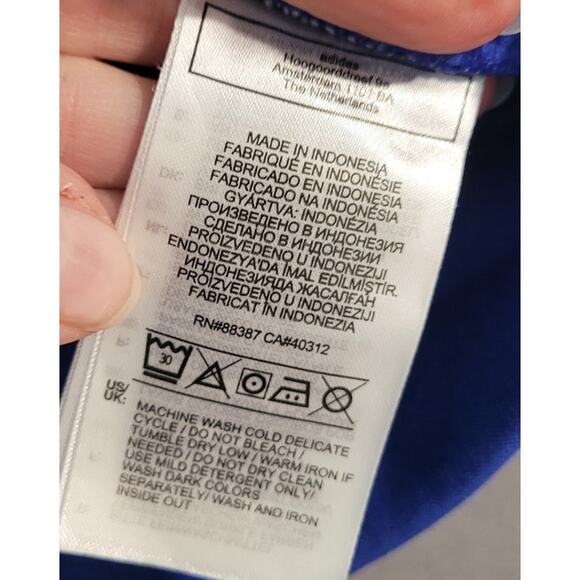 adidas
Hoogoorddreef 9a
Amsterdam 1101 BA
The Netherlands
MADE IN INDONESIA
FABRIQUÉ EN INDONÉSIE
FABRICADO EN INDONESIA
FABRICADO NA INDONÉSIA
GYÁRTVA: INDONÉZIA
ПРОИЗВЕДЕНО В ИНДОНЕЗИЯ
СДЕЛАНО В ИНДОНЕЗИИ
PROIZVEDENO U INDONEZIJI
ENDONEZYA'DA İMAL EDİLMİŞTİR.
ИНДОНЕЗИЯДА ЖАСАЛҒАН
PROIZVEDENO U INDONEZIJI
FABRICAT ÎN INDONEZIA
RN#88387 CA#40312
30
US/
UK:
MACHINE WASH COLD DELICATE
CYCLE / DO NOT BLEACH /
TUMBLE DRY LOW / WARM IRON IF
NEEDED / DO NOT DRY CLEAN
USE MILD DETERGENT ONLY/
WASH DARK COLORS
SEPARATELY/ WASH AND IRON
INSIDE OUT